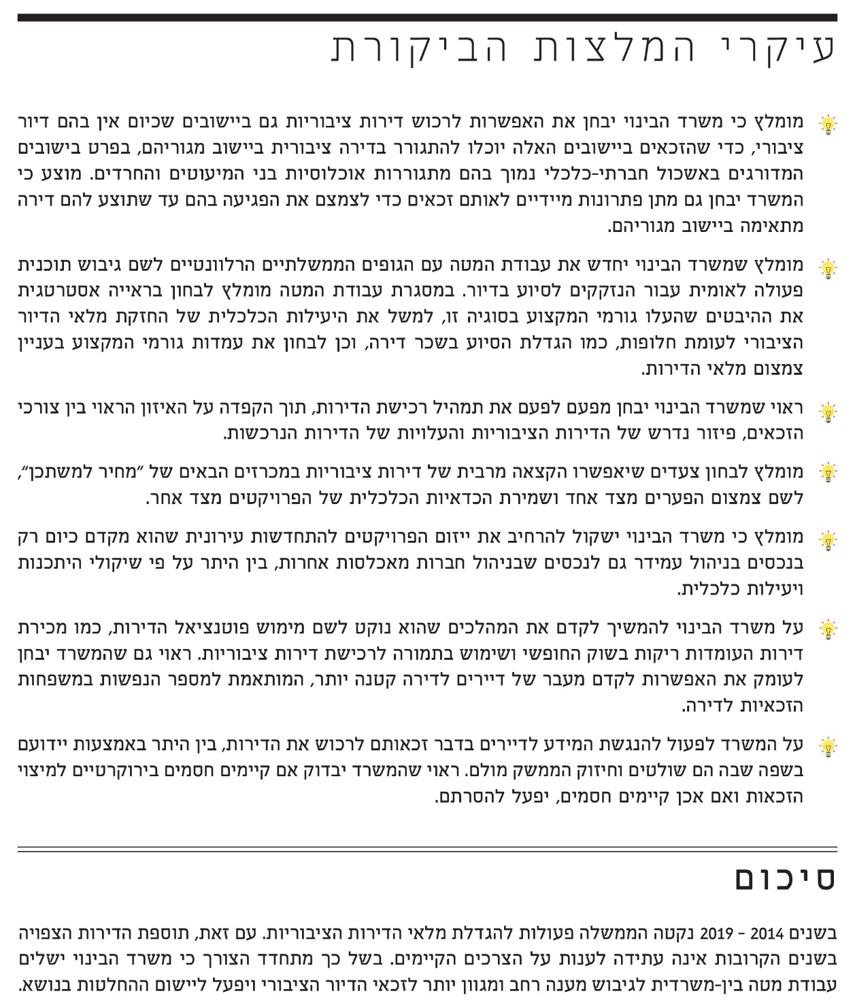 עיקרי המלצות הביקורת
מומלץ כי משרד הבינוי יבחן את האפשרות לרכוש דירות ציבוריות גם ביישובים שכיום אין בהם דיור
ציבורי, כדי שהזכאים ביישובים האלה יוכלו להתגורר בדירה ציבורית ביישוב מגוריהם, בפרט בישובים
המדורגים באשכול חברתי-כלכלי נמוך בהם מתגוררות אוכלוסיות בני המיעוטים והחרדים. מוצע כי
המשרד יבחן גם מתן פתרונות מיידיים לאותם זכאים כדי לצמצם את הפגיעה בהם עד שתוצע להם דירה
מתאימה ביישוב מגוריהם.
מומלץ שמשרד הבינוי יחדש את עבודת המטה עם הגופים הממשלתיים הרלוונטיים לשם גיבוש תוכנית
פעולה לאומית עבור הנזקקים לסיוע בדיור. במסגרת עבודת המטה מומלץ לבחון בראייה אסטרטגית
את ההיבטים שהעלו גורמי המקצוע בסוגיה זו, למשל את היעילות הכלכלית של החזקת מלאי הדיור
הציבורי לעומת חלופות, כמו הגדלת הסיוע בשכר דירה, וכן לבחון את עמדות גורמי המקצוע בעניין
צמצום מלאי הדירות.
ראוי שמשרד הבינוי יבחן מפעם לפעם את תמהיל רכישת הדירות, תוך הקפדה על האיזון הראוי בין צורכי
הזכאים, פיזור נדרש של הדירות הציבוריות והעלויות של הדירות הנרכשות.
מומלץ לבחון צעדים שיאפשרו הקצאה מרבית של דירות ציבוריות במכרזים הבאים של "מחיר למשתכן",
לשם צמצום הפערים מצד אחד ושמירת הכדאיות הכלכלית של הפרויקטים מצד אחר.
מומלץ כי משרד הבינוי ישקול להרחיב את ייזום הפרויקטים להתחדשות עירונית שהוא מקדם כיום רק
בנכסים בניהול עמידר גם לנכסים שבניהול חברות מאכלסות אחרות, בין היתר על פי שיקולי היתכנות
ויעילות כלכלית.
על משרד הבינוי להמשיך לקדם את המהלכים שהוא נוקט לשם מימוש פוטנציאל הדירות, כמו מכירת
דירות העומדות ריקות בשוק החופשי ושימוש בתמורה לרכישת דירות ציבוריות. ראוי גם שהמשרד יבחן
לעומק את האפשרות לקדם מעבר של דיירים לדירה קטנה יותר, המותאמת למספר הנפשות במשפחות
הזכאיות לדירה.
על המשרד לפעול להנגשת המידע לדיירים בדבר זכאותם לרכוש את הדירות, בין היתר באמצעות יידועם
בשפה שבה הם שולטים וחיזוק הממשק מולם. ראוי שהמשרד יבדוק אם קיימים חסמים בירוקרטיים למיצוי
הזכאות ואם אכן קיימים חסמים, יפעל להסרתם.
סיכום
בשנים 2014 - 2019 נקטה הממשלה פעולות להגדלת מלאי הדירות הציבוריות. עם זאת, תוספת הדירות הצפויה
בשנים הקרובות אינה עתידה לענות על הצרכים הקיימים. בשל כך מתחדד הצורך כי משרד הבינוי ישלים
עבודת מטה בין-משרדית לגיבוש מענה רחב ומגוון יותר לזכאי הדיור הציבורי ויפעל ליישום ההחלטות בנושא.